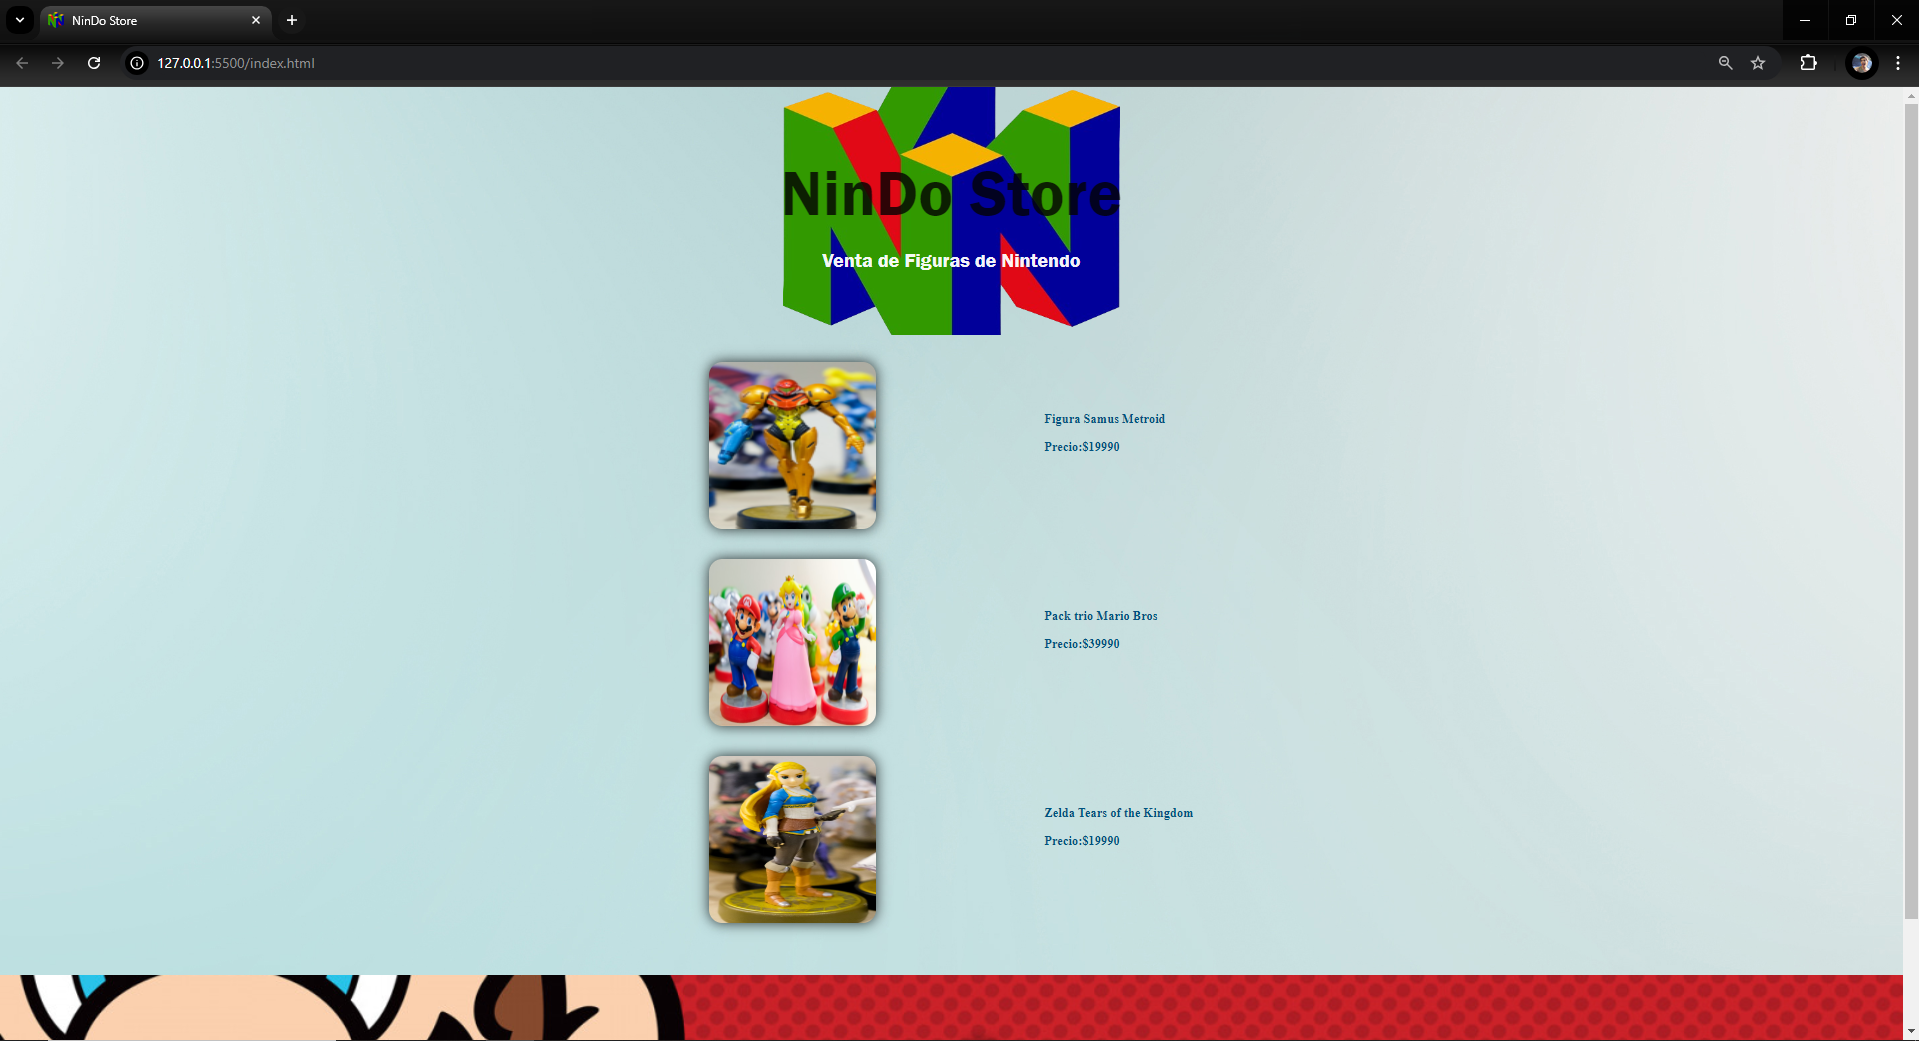 NinDo Store
127.0.0.1:5500/index.html
NinDo Store
Venta de Figuras de Nintendo
Figura Samus Metroid
Precio:$19990
Pack trio Mario Bros
Precio:$39990
Zelda Tears of the Kingdom
Precio:$19990